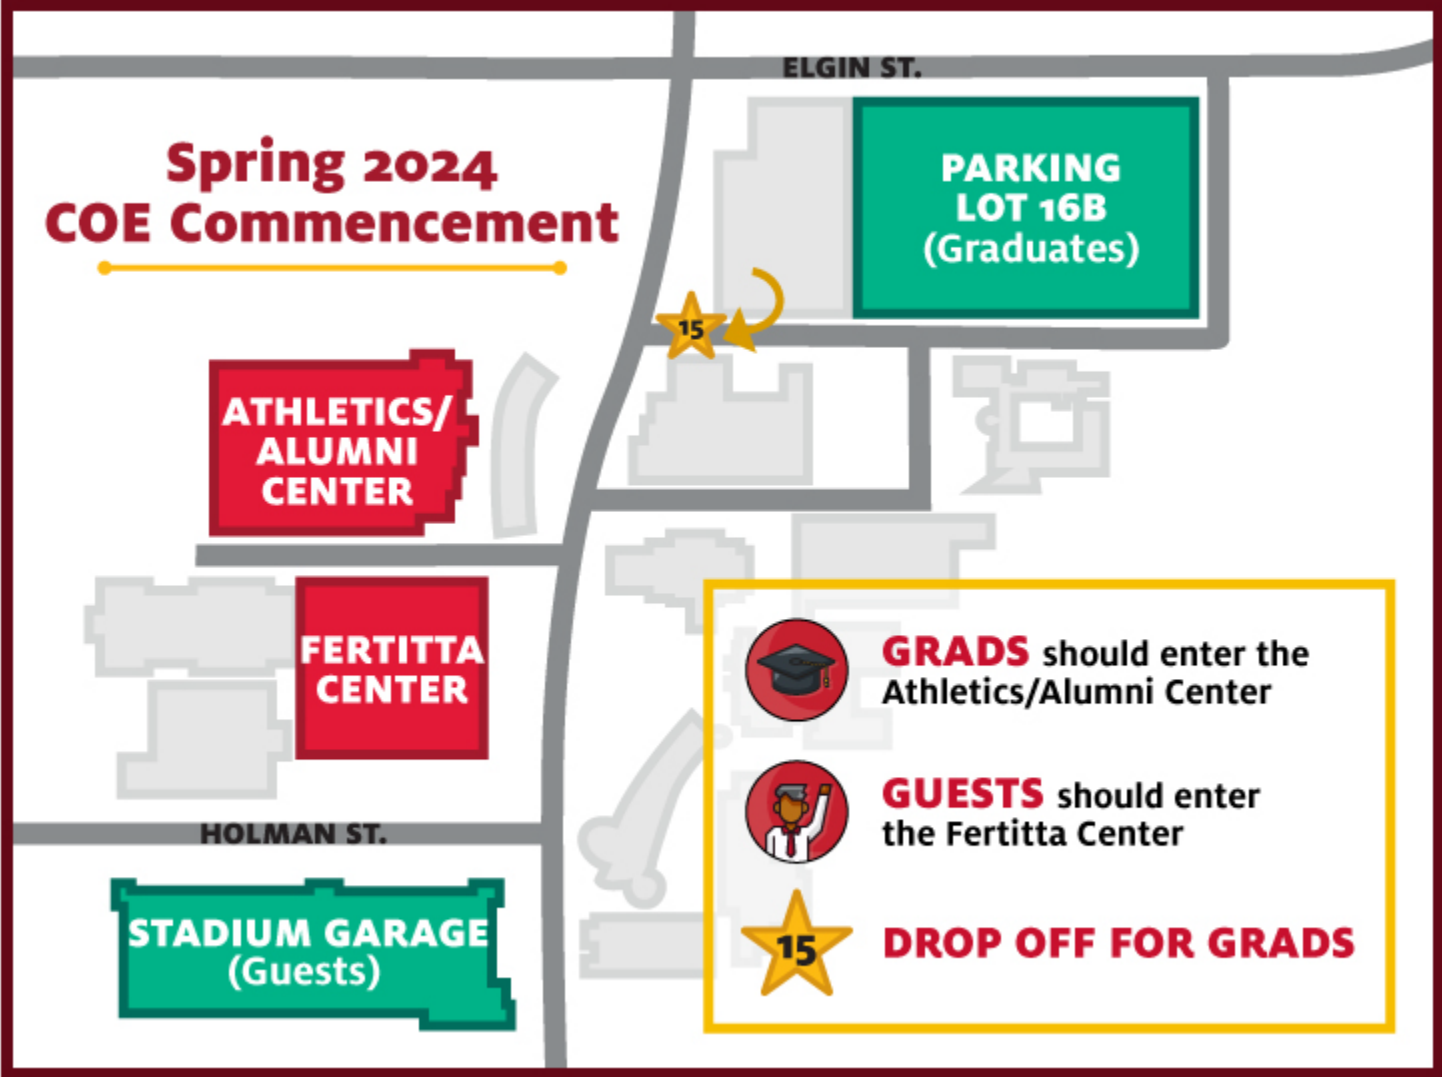 ELGIN ST.
Spring 2024
COE Commencement
PARKING
LOT 16B
(Graduates)
15
ATHLETICS/
ALUMNI
CENTER
FERTITTA
CENTER
HOLMAN ST.
STADIUM GARAGE
(Guests)
GRADS should enter the
Athletics/Alumni Center
GUESTS should enter
the Fertitta Center
15
DROP OFF FOR GRADS